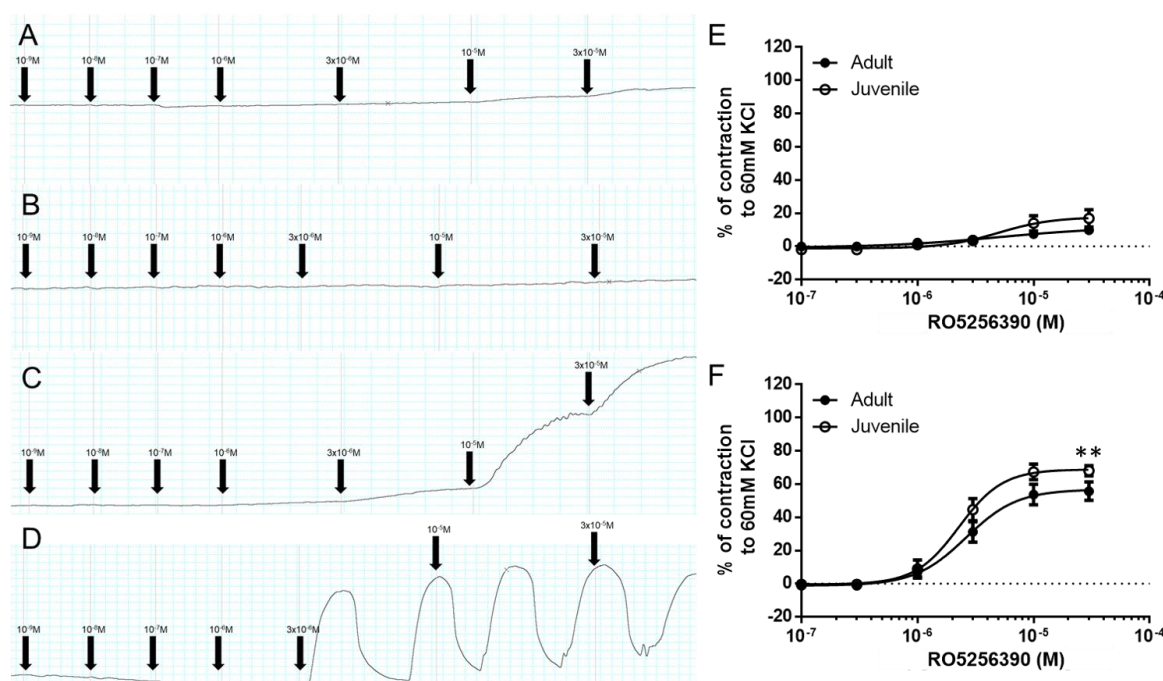 A
10⁻⁹M 10⁻⁸M 10⁻⁷M 10⁻⁶M 3x10⁻⁶M 10⁻⁵M 3x10⁻⁵M
B
10⁻⁹M 10⁻⁸M 10⁻⁷M 10⁻⁶M 3x10⁻⁶M 10⁻⁵M 3x10⁻⁵M
C
10⁻⁹M 10⁻⁸M 10⁻⁷M 10⁻⁶M 3x10⁻⁶M 10⁻⁵M 3x10⁻⁵M
D
10⁻⁹M 10⁻⁸M 10⁻⁷M 10⁻⁶M 3x10⁻⁶M 10⁻⁵M 3x10⁻⁵M
E
Adult
Juvenile
% of contraction
to 60mM KCl
120
100
80
60
40
20
0
-20
10⁻⁷ 10⁻⁶ 10⁻⁵ 10⁻⁴
RO5256390 (M)
F
Adult
Juvenile
**
% of contraction
to 60mM KCl
120
100
80
60
40
20
0
-20
10⁻⁷ 10⁻⁶ 10⁻⁵ 10⁻⁴
RO5256390 (M)